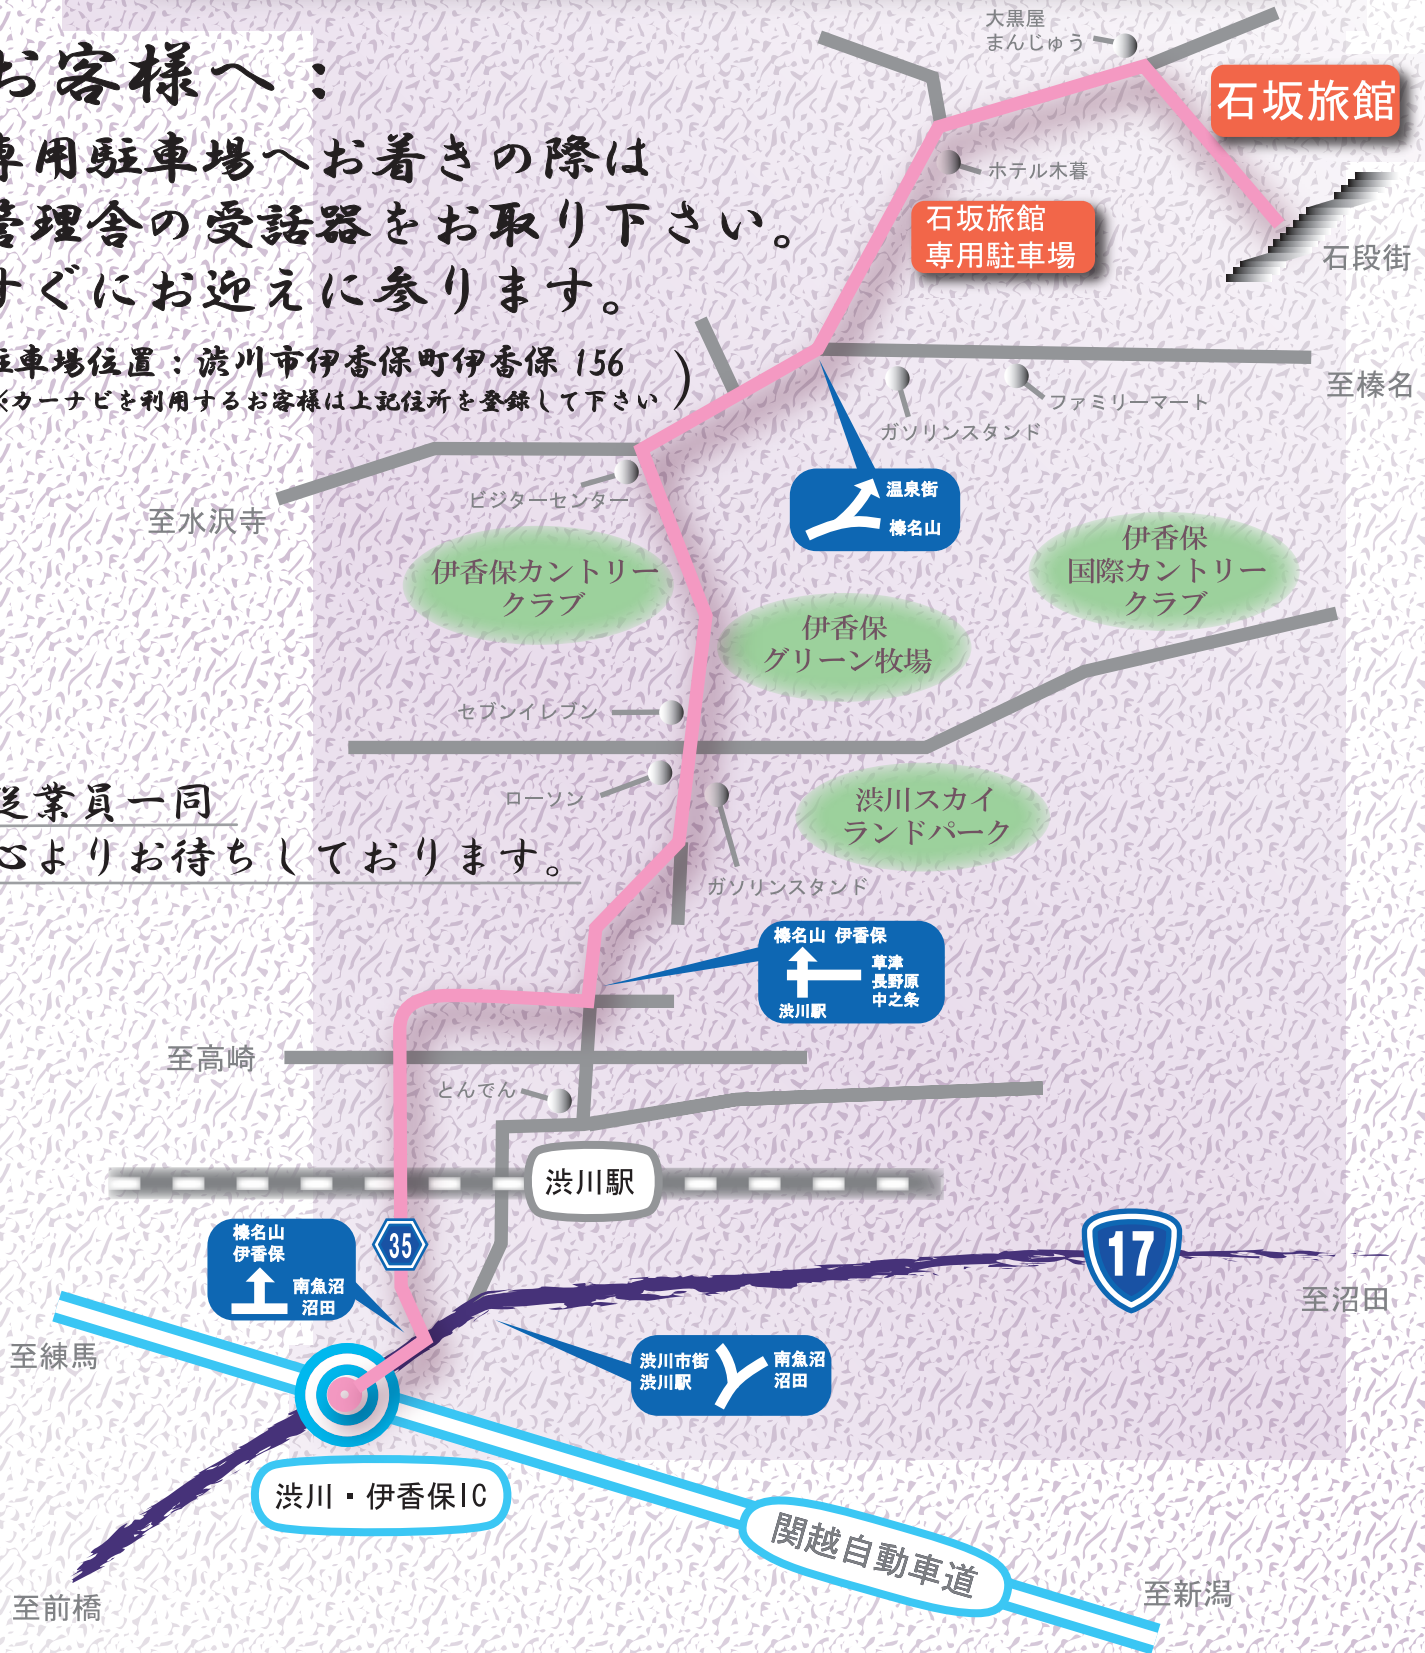 お客様へ：
専用駐車場へお着きの際は
管理舎の受話器をお取り下さい。
すぐにお迎えに参ります。
駐車場位置：渋川市伊香保町伊香保 156
※カーナビを利用するお客様は上記住所を登録して下さい
)
大黒屋
まんじゅう
石坂旅館
ホテル木暮
石坂旅館
専用駐車場
石段街
至榛名
ファミリーマート
ガソリンスタンド
ビジターセンター
至水沢寺
温泉街
榛名山
伊香保カントリー
クラブ
伊香保
国際カントリー
クラブ
伊香保
グリーン牧場
セブンイレブン
ローソン
渋川スカイ
ランドパーク
従業員一同
心よりお待ちしております。
ガソリンスタンド
榛名山 伊香保
草津
長野原
中之条
渋川駅
至高崎
とんでん
渋川駅
榛名山
伊香保
南魚沼
沼田
35
17
至沼田
至練馬
渋川市街
渋川駅
南魚沼
沼田
渋川・伊香保IC
関越自動車道
至前橋
至新潟